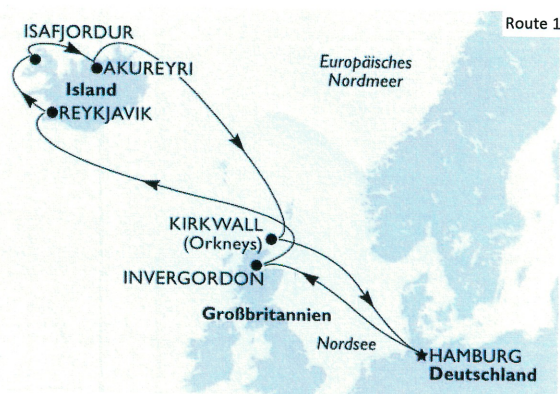 Route 1
ISAFJORDUR
AKUREYRI
Island
REYKJAVIK
Europäisches
Nordmeer
KIRKWALL
(Orkneys)
INVERGORDON
Großbritannien
Nordsee
HAMBURG
Deutschland